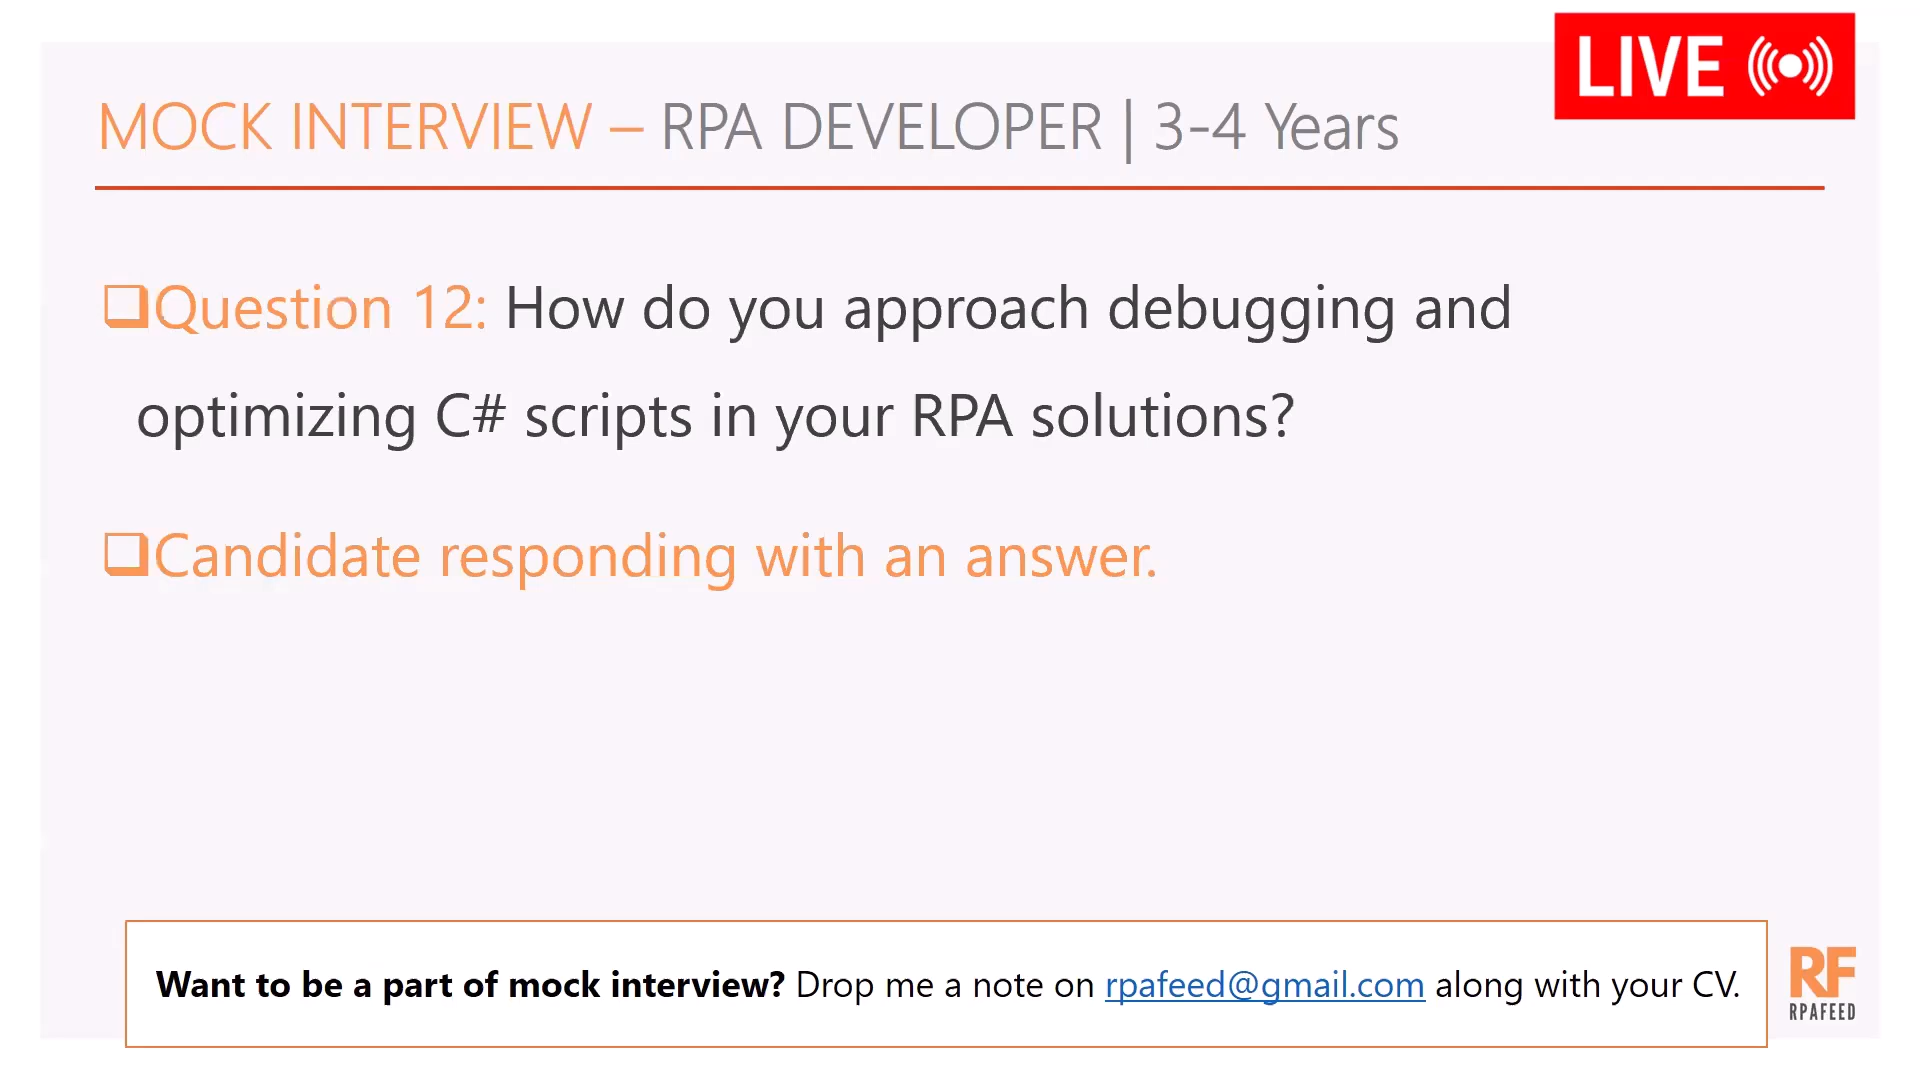 LIVE
MOCK INTERVIEW – RPA DEVELOPER | 3-4 Years
❑Question 12: How do you approach debugging and
optimizing C# scripts in your RPA solutions?
❑Candidate responding with an answer.
Want to be a part of mock interview? Drop me a note on rpafeed@gmail.com along with your CV.
RF
RPAFEED